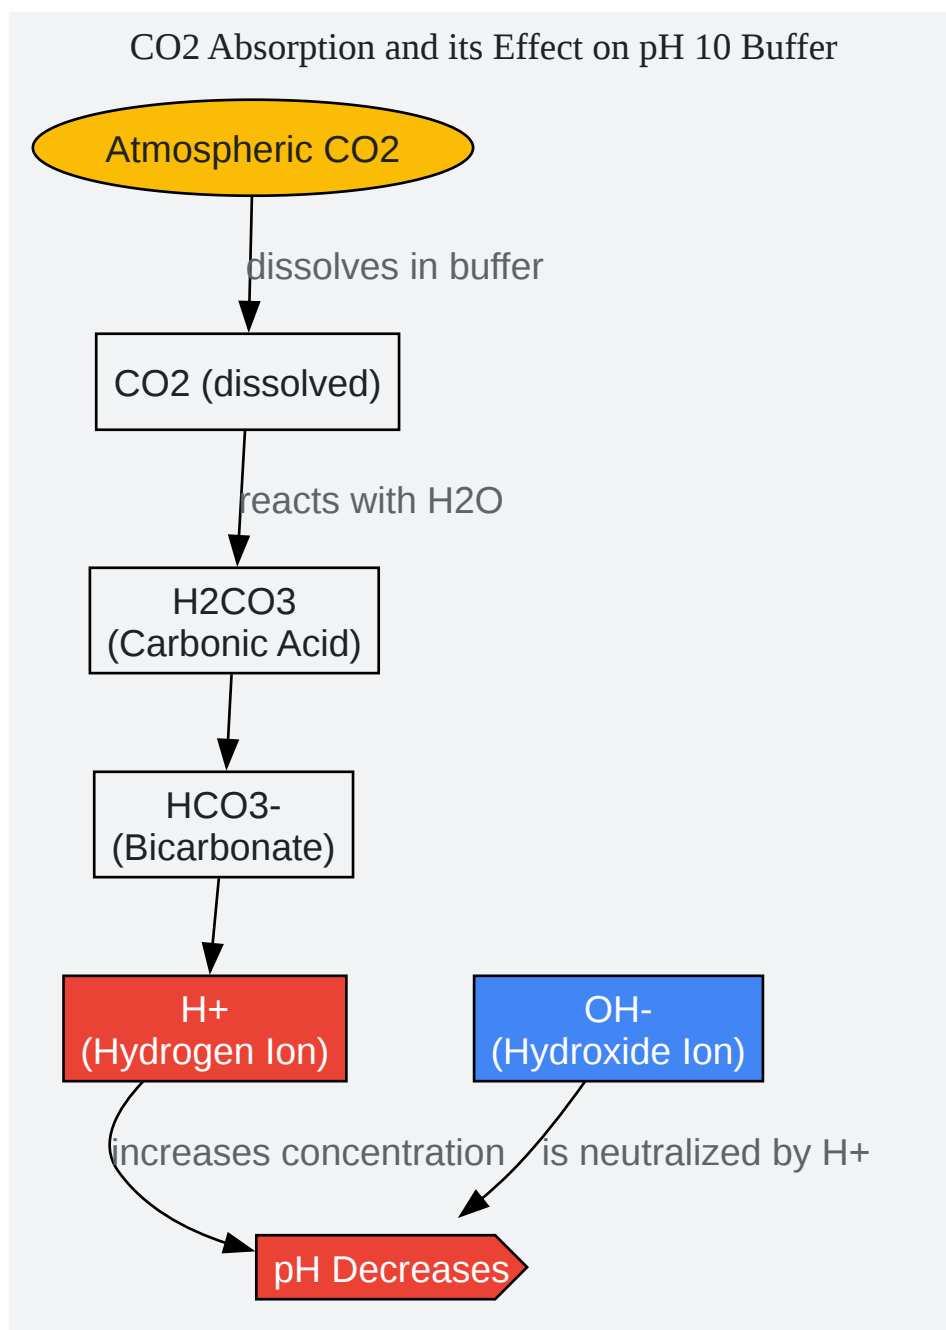 CO2 Absorption and its Effect on pH 10 Buffer
Atmospheric CO2
dissolves in buffer
CO2 (dissolved)
reacts with H2O
H2CO3
(Carbonic Acid)
HCO3-
(Bicarbonate)
H+
(Hydrogen Ion)
OH-
(Hydroxide Ion)
increases concentration
is neutralized by H+
pH Decreases